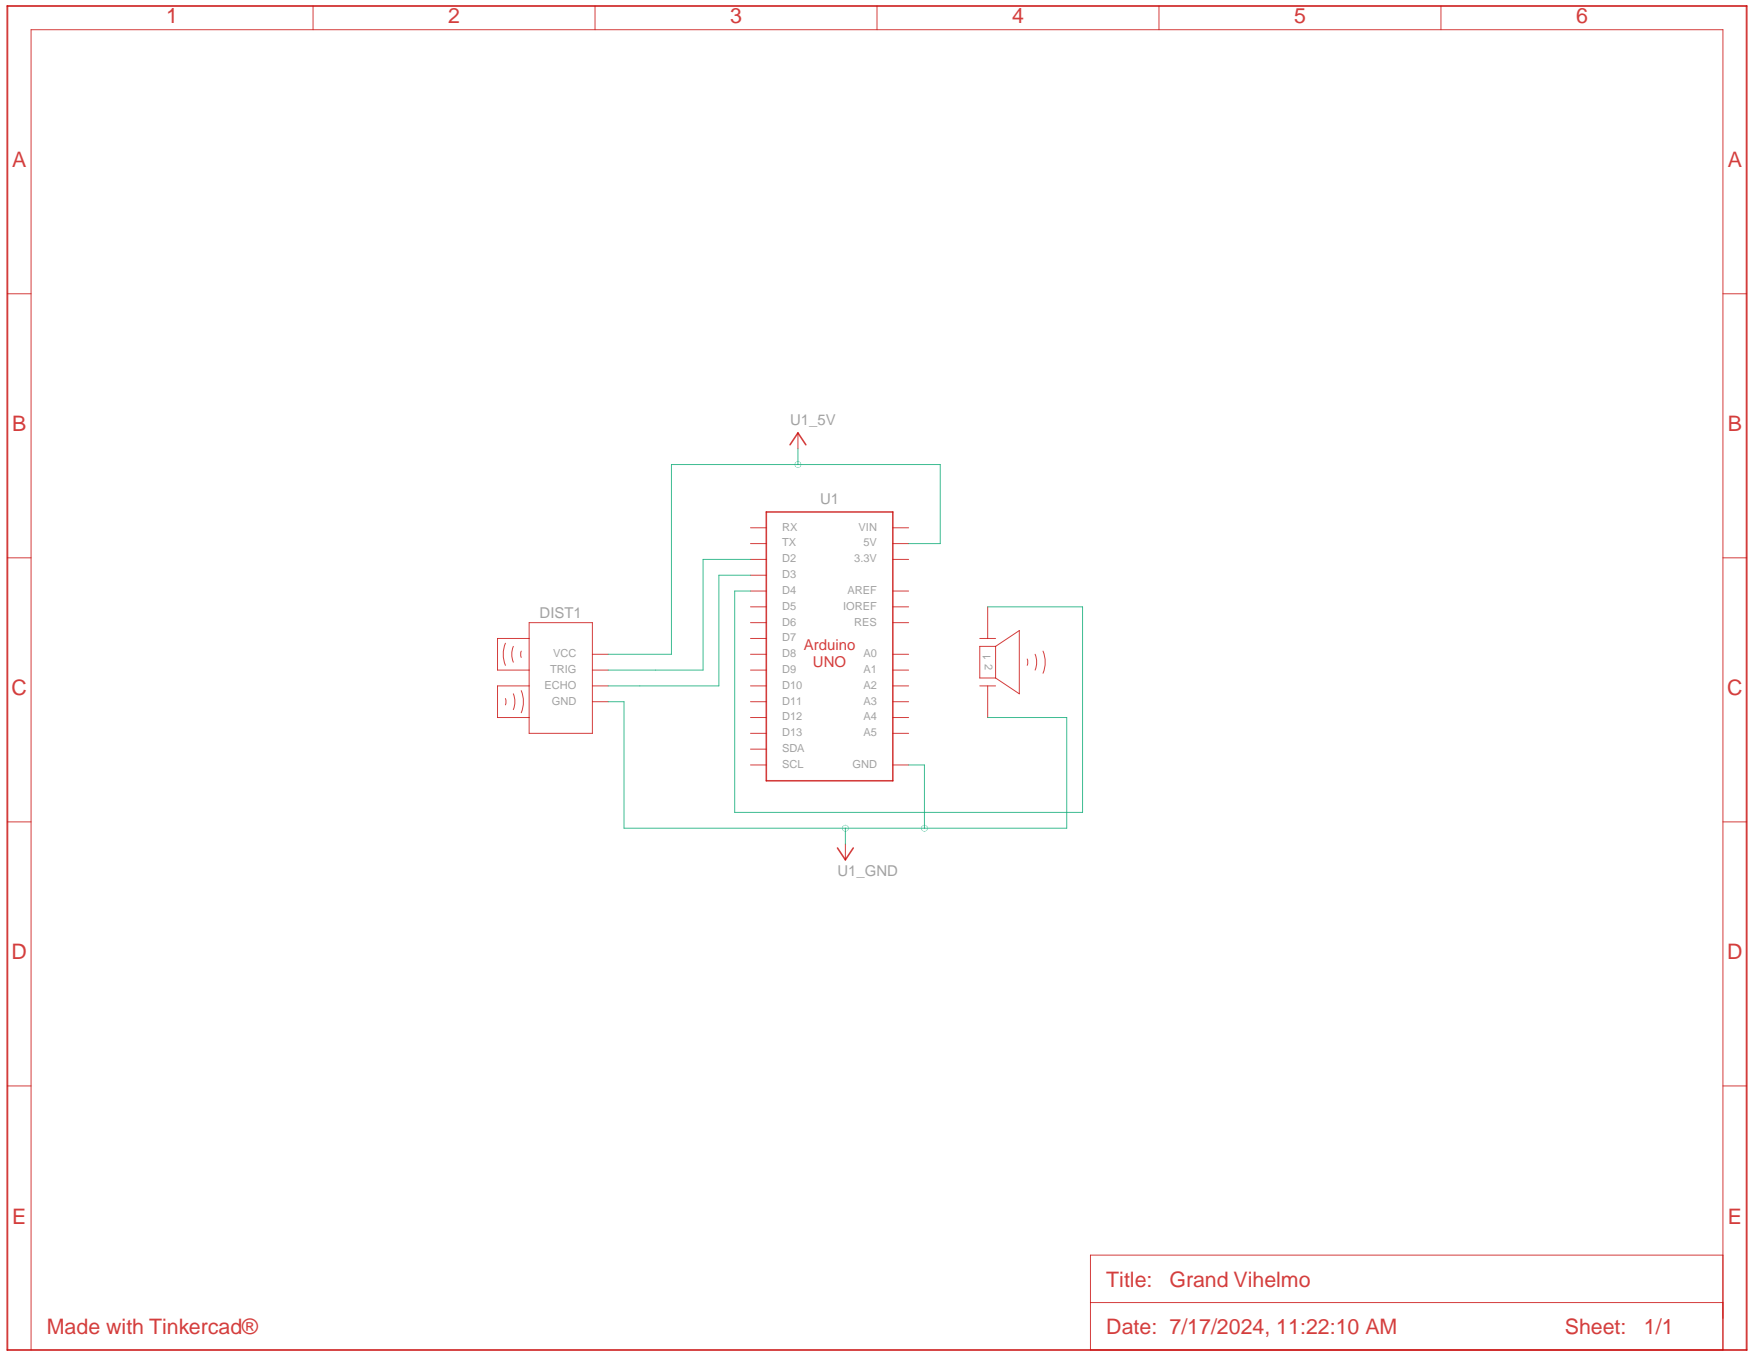 1 2 3 4 5 6
A A
B B
C C
D D
E E
U1_5V
U1
RX VIN
TX 5V
D2 3.3V
D3
D4 AREF
D5 IOREF
D6 RES
D7
Arduino
UNO
D8 A0
D9 A1
D10 A2
D11 A3
D12 A4
D13 A5
SDA
SCL GND
DIST1
VCC
TRIG
ECHO
GND
1
2
U1_GND
Title: Grand Vihelmo
Date: 7/17/2024, 11:22:10 AM Sheet: 1/1
Made with Tinkercad®